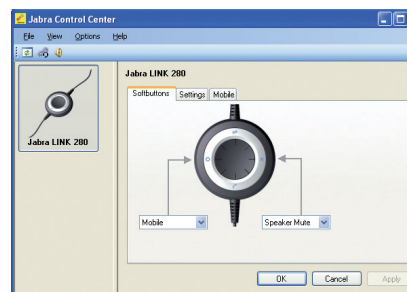 Jabra Control Center
File View Options Help
Jabra LINK 280
Jabra LINK 280
Softbuttons Settings Mobile
Mobile
Speaker Mute
OK Cancel Apply